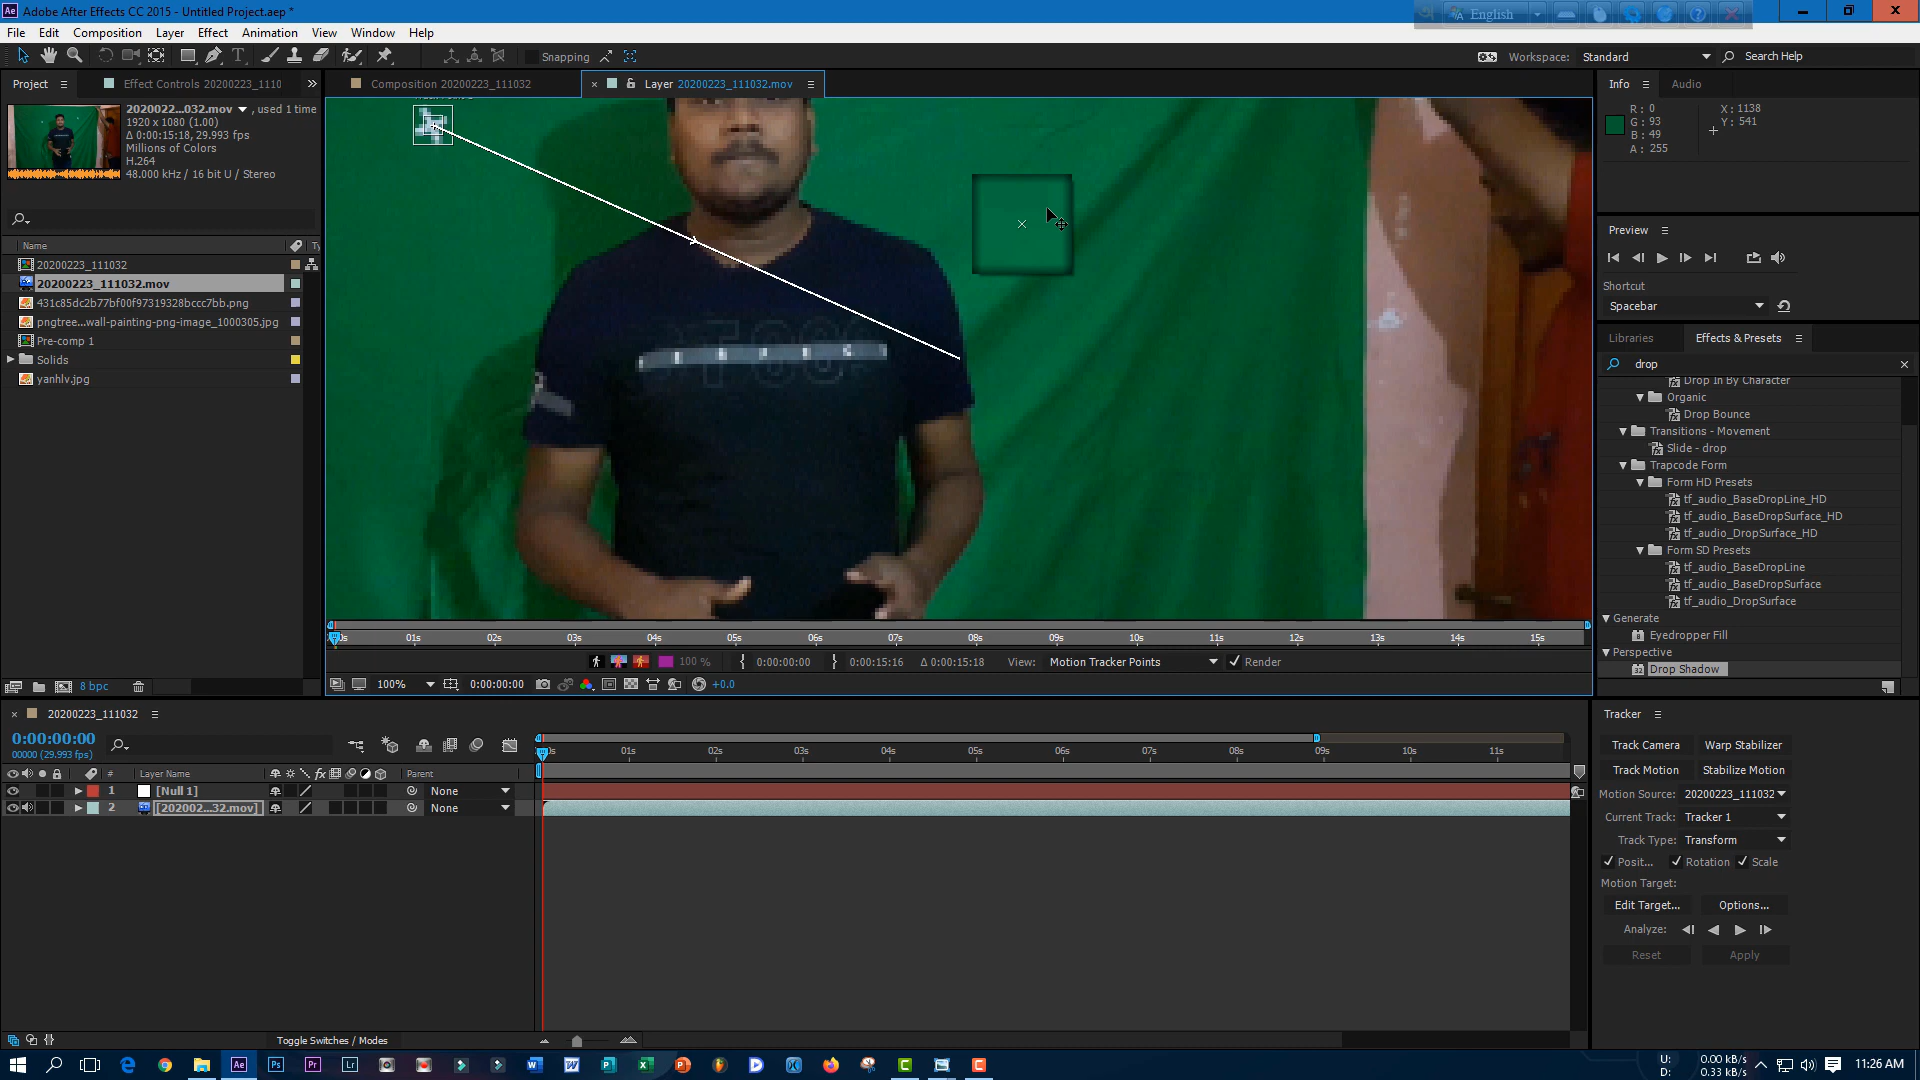 Adobe After Effects CC 2015 - Untitled Project.aep *
English
File Edit Composition Layer Effect Animation View Window Help
Snapping
Workspace: Standard
Search Help
Project
Effect Controls 20200223_1110
Composition 20200223_111032
Layer 20200223_111032.mov
Info
Audio
2020022...032.mov , used 1 time
1920 x 1080 (1.00)
Δ 0:00:15:18, 29.993 fps
Millions of Colors
H.264
48.000 kHz / 16 bit U / Stereo
R : 0
G : 93
B : 49
A : 255
X : 1138
Y : 541
Name
Ty
20200223_111032
20200223_111032.mov
431c85dc2b77bf00f97319328bccc7bb.png
pngtree...wall-painting-png-image_1000305.jpg
Pre-comp 1
Solids
yanhlv.jpg
8 bpc
Preview
Shortcut
Spacebar
Libraries
Effects & Presets
drop
Drop In By Character
Organic
Drop Bounce
Transitions - Movement
Slide - drop
Trapcode Form
Form HD Presets
tf_audio_BaseDropLine_HD
tf_audio_BaseDropSurface_HD
tf_audio_DropSurface_HD
Form SD Presets
tf_audio_BaseDropLine
tf_audio_BaseDropSurface
tf_audio_DropSurface
Generate
Eyedropper Fill
Perspective
Drop Shadow
01s 02s 03s 04s 05s 06s 07s 08s 09s 10s 11s 12s 13s 14s 15s
100 % 0:00:00:00 0:00:15:16 Δ 0:00:15:18 View: Motion Tracker Points Render
100% 0:00:00:00 +0.0
20200223_111032
0:00:00:00
00000 (29.993 fps)
01s 02s 03s 04s 05s 06s 07s 08s 09s 10s 11s
# Layer Name Parent
1 [Null 1] None
2 [202002...32.mov] None
Toggle Switches / Modes
Tracker
Track Camera Warp Stabilizer
Track Motion Stabilize Motion
Motion Source: 20200223_111032
Current Track: Tracker 1
Track Type: Transform
Posit... Rotation Scale
Motion Target:
Edit Target... Options...
Analyze:
Reset Apply
Ae Ps Pr Lr
U: 0.00 kB/s
D: 0.33 kB/s
11:26 AM